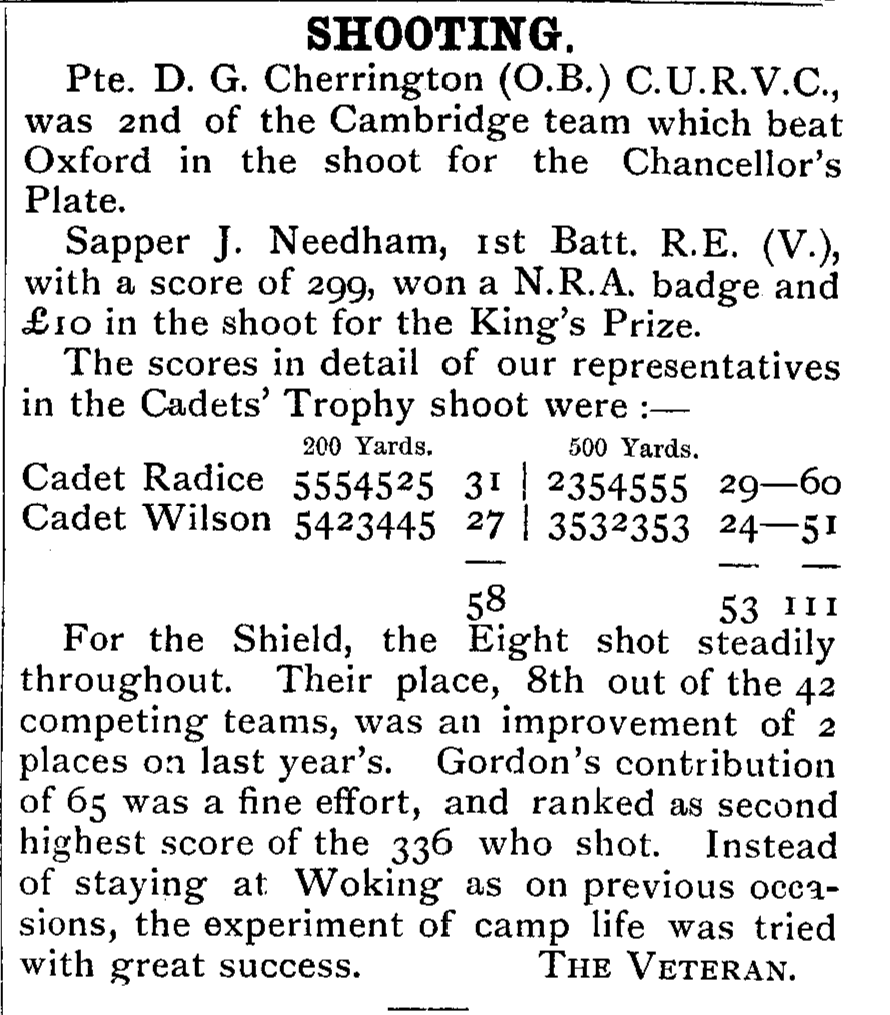 SHOOTING.
Pte. D. G. Cherrington (O.B.) C.U.R.V.C.,
was 2nd of the Cambridge team which beat
Oxford in the shoot for the Chancellor's
Plate.
Sapper J. Needham, 1st Batt. R.E. (V.),
with a score of 299, won a N.R.A. badge and
£10 in the shoot for the King's Prize.
The scores in detail of our representatives
in the Cadets' Trophy shoot were :—
200 Yards. 500 Yards.
Cadet Radice 5554525 31 | 2354555 29—60
Cadet Wilson 5423445 27 | 3532353 24—51
— — —
58 53 111
For the Shield, the Eight shot steadily
throughout. Their place, 8th out of the 42
competing teams, was an improvement of 2
places on last year's. Gordon's contribution
of 65 was a fine effort, and ranked as second
highest score of the 336 who shot. Instead
of staying at Woking as on previous occa-
sions, the experiment of camp life was tried
with great success. THE VETERAN.